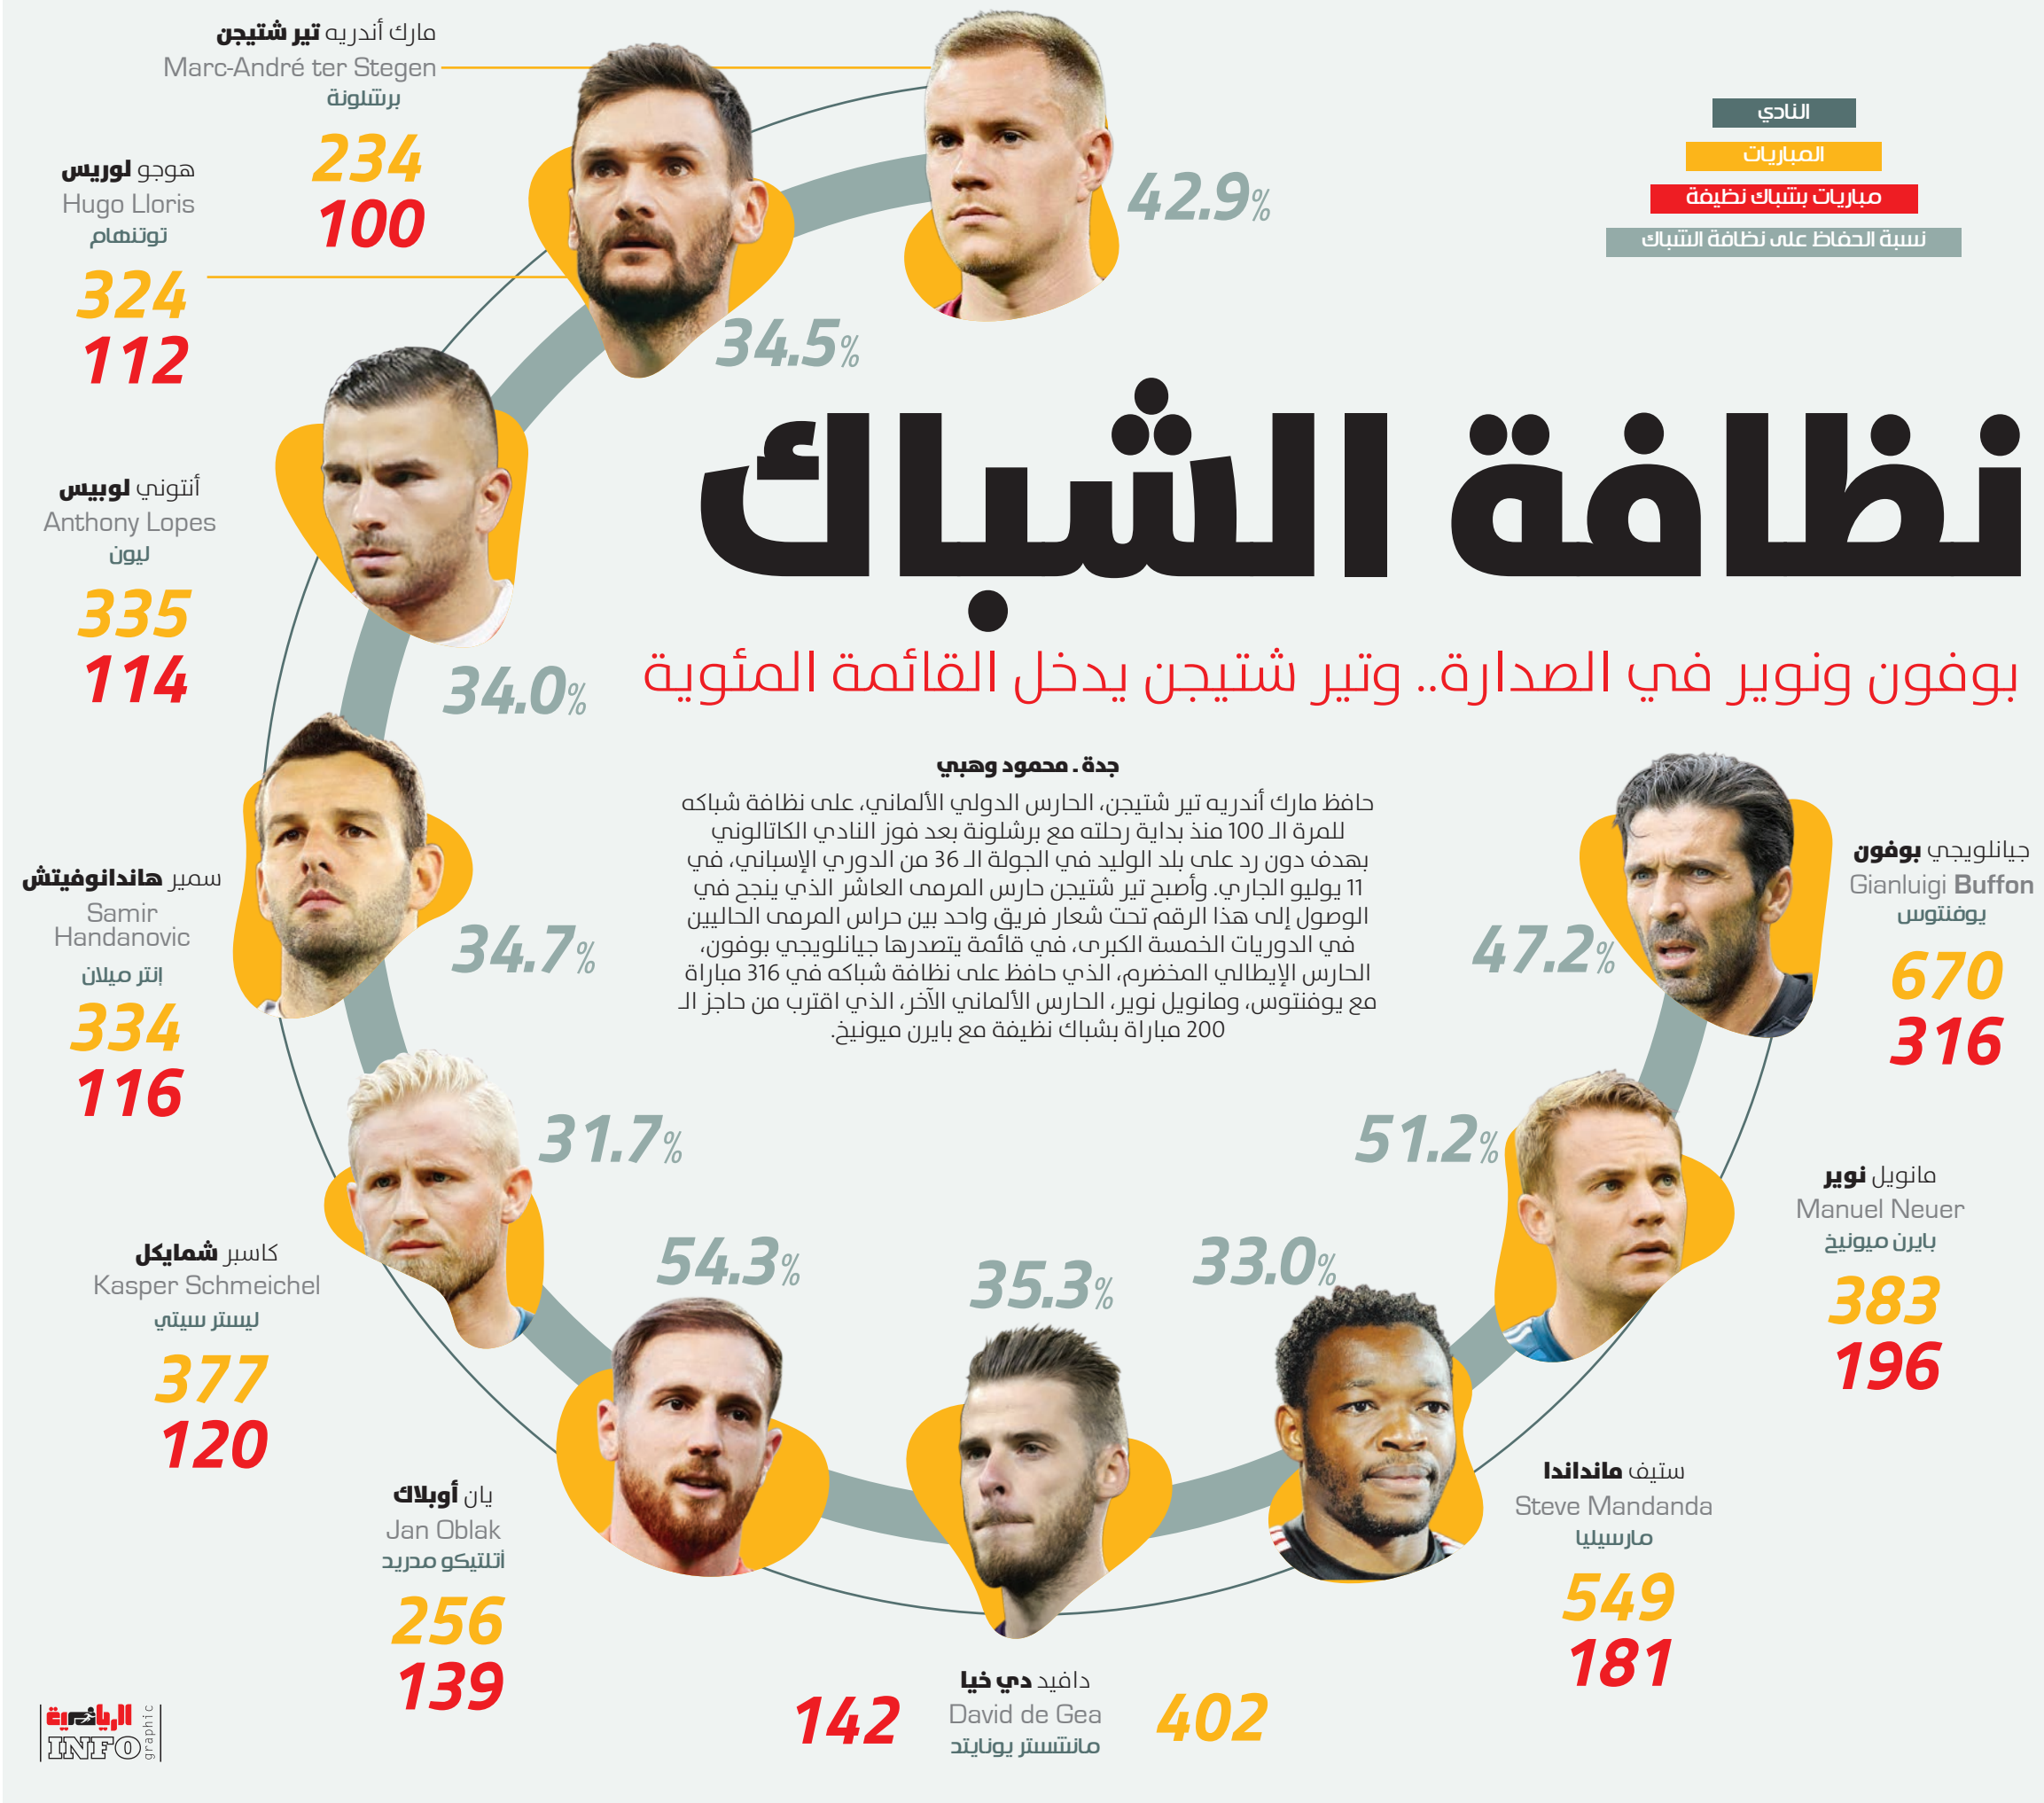 النادي
المباريات
مباريات بشباك نظيفة
نسبة الحفاظ على نظافة الشباك
نظافة الشباك
بوفون ونوير في الصدارة.. وتير شتيجن يدخل القائمة المئوية
جدة ـ محمود وهبي
حافظ مارك أندريه تير شتيجن، الحارس الدولي الألماني، على نظافة شباكه
للمرة الـ 100 منذ بداية رحلته مع برشلونة بعد فوز النادي الكاتالوني
بهدف دون رد على بلد الوليد في الجولة الـ 36 من الدوري الإسباني، في
11 يوليو الجاري. وأصبح تير شتيجن حارس المرمى العاشر الذي ينجح في
الوصول إلى هذا الرقم تحت شعار فريق واحد بين حراس المرمى الحاليين
في الدوريات الخمسة الكبرى، في قائمة يتصدرها جيانلويجي بوفون،
الحارس الإيطالي المخضرم، الذي حافظ على نظافة شباكه في 316 مباراة
مع يوفنتوس، ومانويل نوير، الحارس الألماني الآخر، الذي اقترب من حاجز الـ
200 مباراة بشباك نظيفة مع بايرن ميونيخ.
جيانلويجي بوفون
Gianluigi Buffon
يوفنتوس
670
316
47.2%
مانويل نوير
Manuel Neuer
بايرن ميونيخ
383
196
51.2%
ستيف مانداندا
Steve Mandanda
مارسيليا
549
181
33.0%
دافيد دي خيا
David de Gea
مانشستر يونايتد
402
142
35.3%
يان أوبلاك
Jan Oblak
أتلتيكو مدريد
256
139
54.3%
كاسبر شمايكل
Kasper Schmeichel
ليستر سيتي
377
120
31.7%
سمير هاندانوفيتش
Samir
Handanovic
إنتر ميلان
334
116
34.7%
أنتوني لوبيس
Anthony Lopes
ليون
335
114
34.0%
هوجو لوريس
Hugo Lloris
توتنهام
324
112
34.5%
مارك أندريه تير شتيجن
Marc-André ter Stegen
برشلونة
234
100
42.9%
الرياضية
INFO
graphic